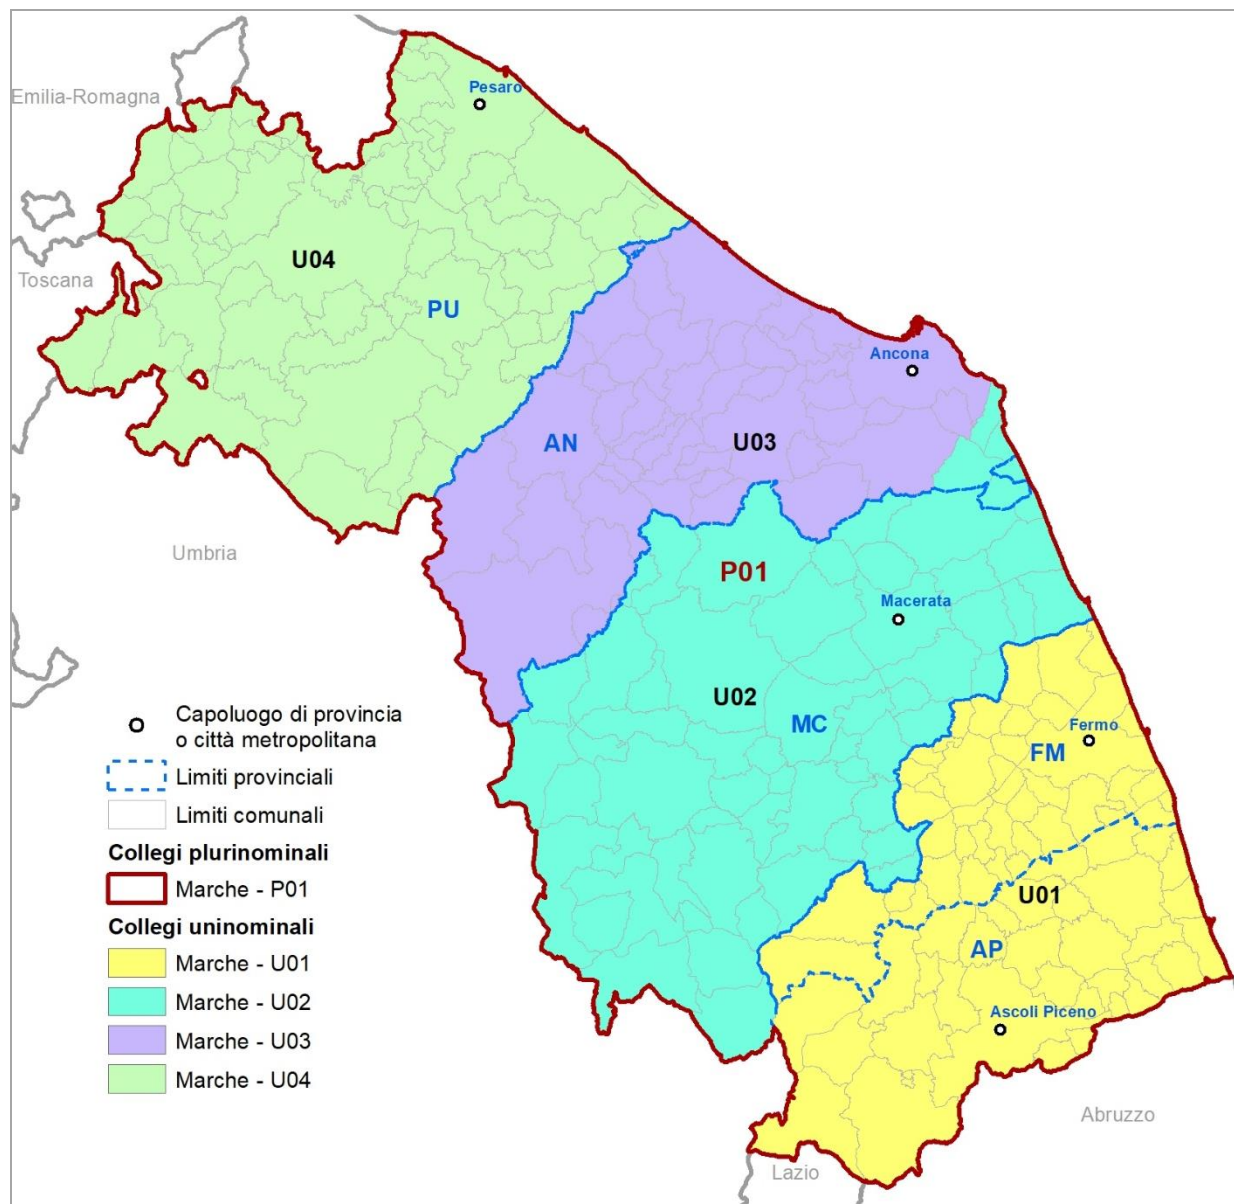 Pesaro
Emilia-Romagna
U04
Toscana
PU
Ancona
AN
U03
Umbria
P01
Macerata
U02
MC
Fermo
FM
U01
AP
Ascoli Piceno
Abruzzo
Lazio
Capoluogo di provincia
o città metropolitana
Limiti provinciali
Limiti comunali
Collegi plurinominali
Marche - P01
Collegi uninominali
Marche - U01
Marche - U02
Marche - U03
Marche - U04